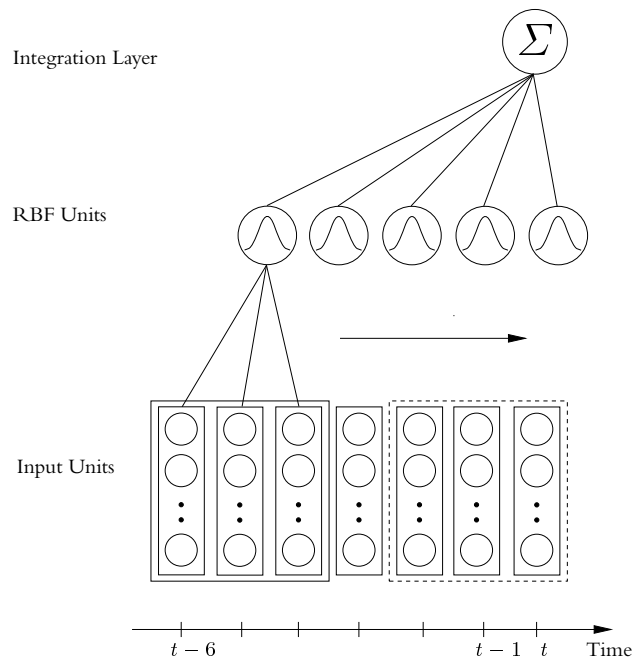 Σ
Integration Layer
RBF Units
Input Units
t − 6
t − 1
t
Time